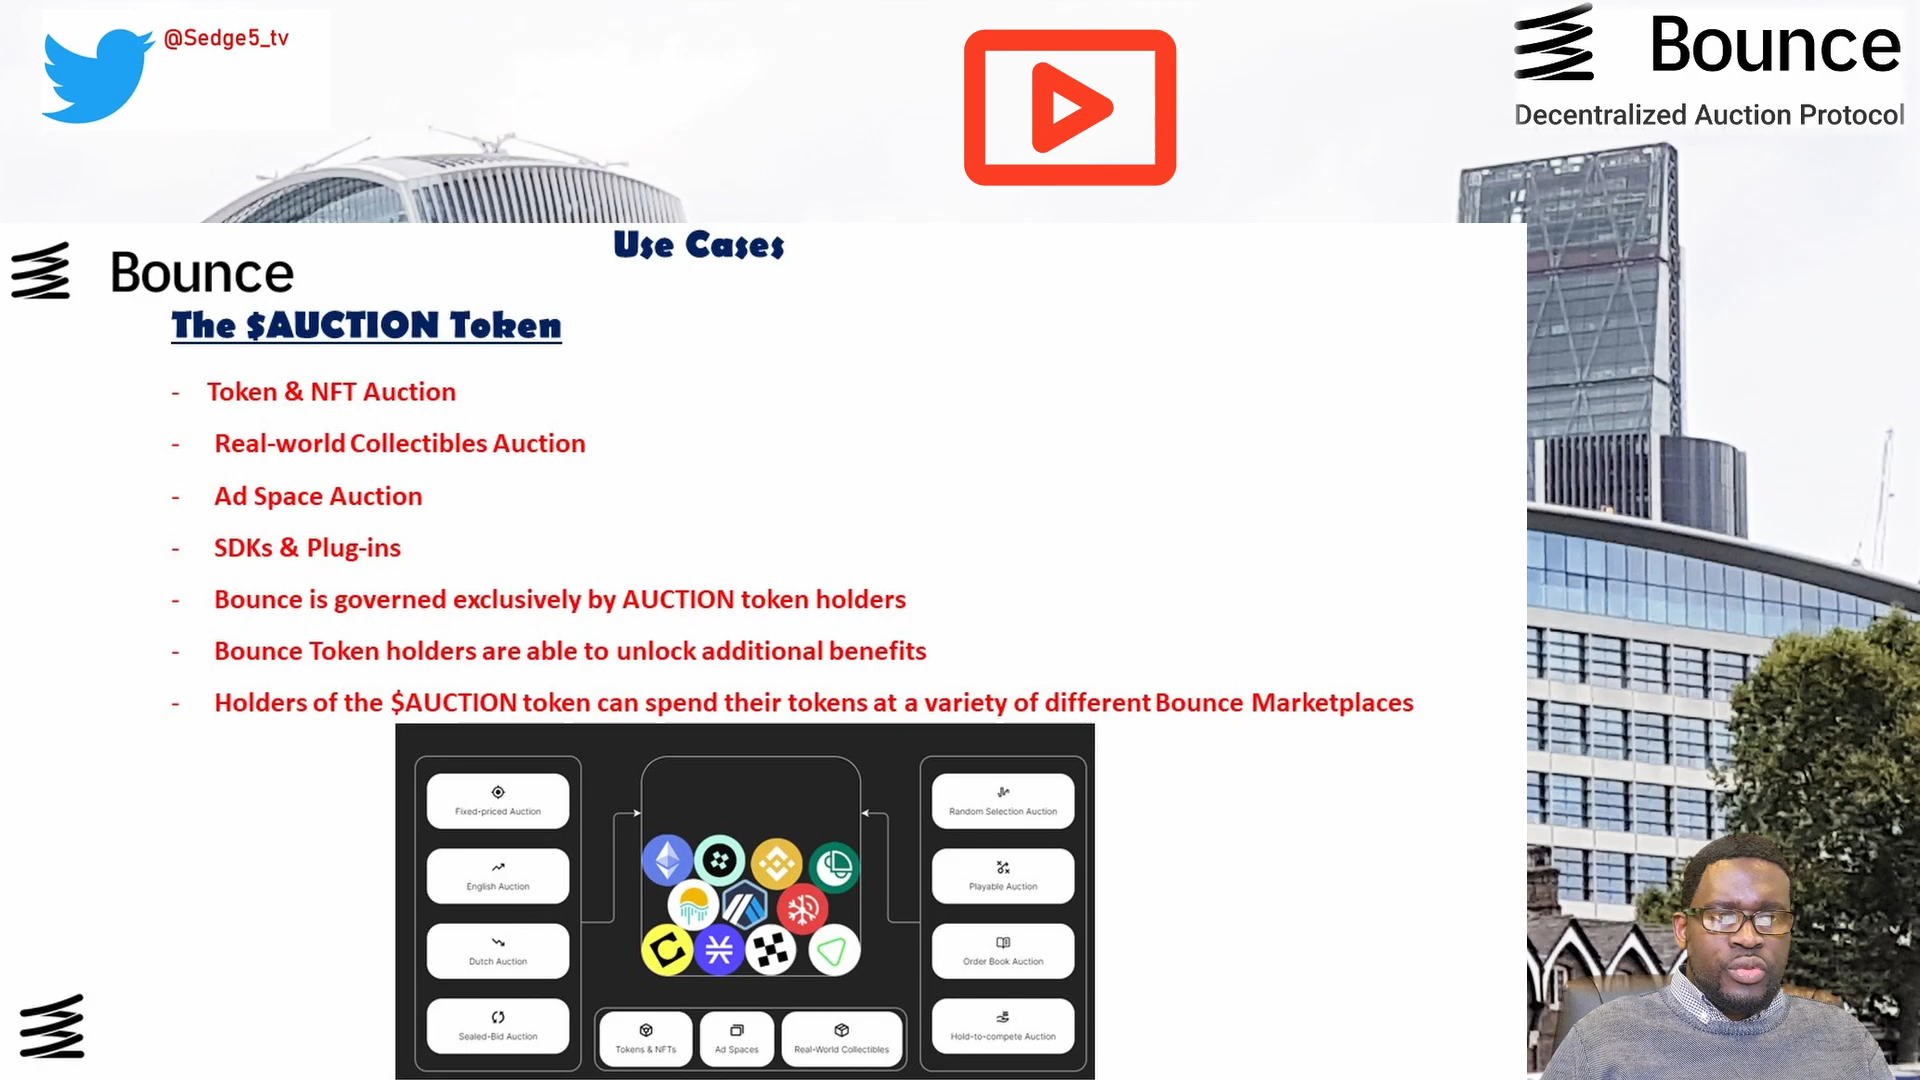 @Sedge5_tv
Bounce
Decentralized Auction Protocol
Use Cases
Bounce
The $AUCTION Token
- Token & NFT Auction
- Real-world Collectibles Auction
- Ad Space Auction
- SDKs & Plug-ins
- Bounce is governed exclusively by AUCTION token holders
- Bounce Token holders are able to unlock additional benefits
- Holders of the $AUCTION token can spend their tokens at a variety of different Bounce Marketplaces
Fixed-priced Auction
English Auction
Dutch Auction
Sealed-Bid Auction
Tokens & NFTs
Ad Spaces
Real-World Collectibles
Random Selection Auction
Playable Auction
Order Book Auction
Hold-to-compete Auction